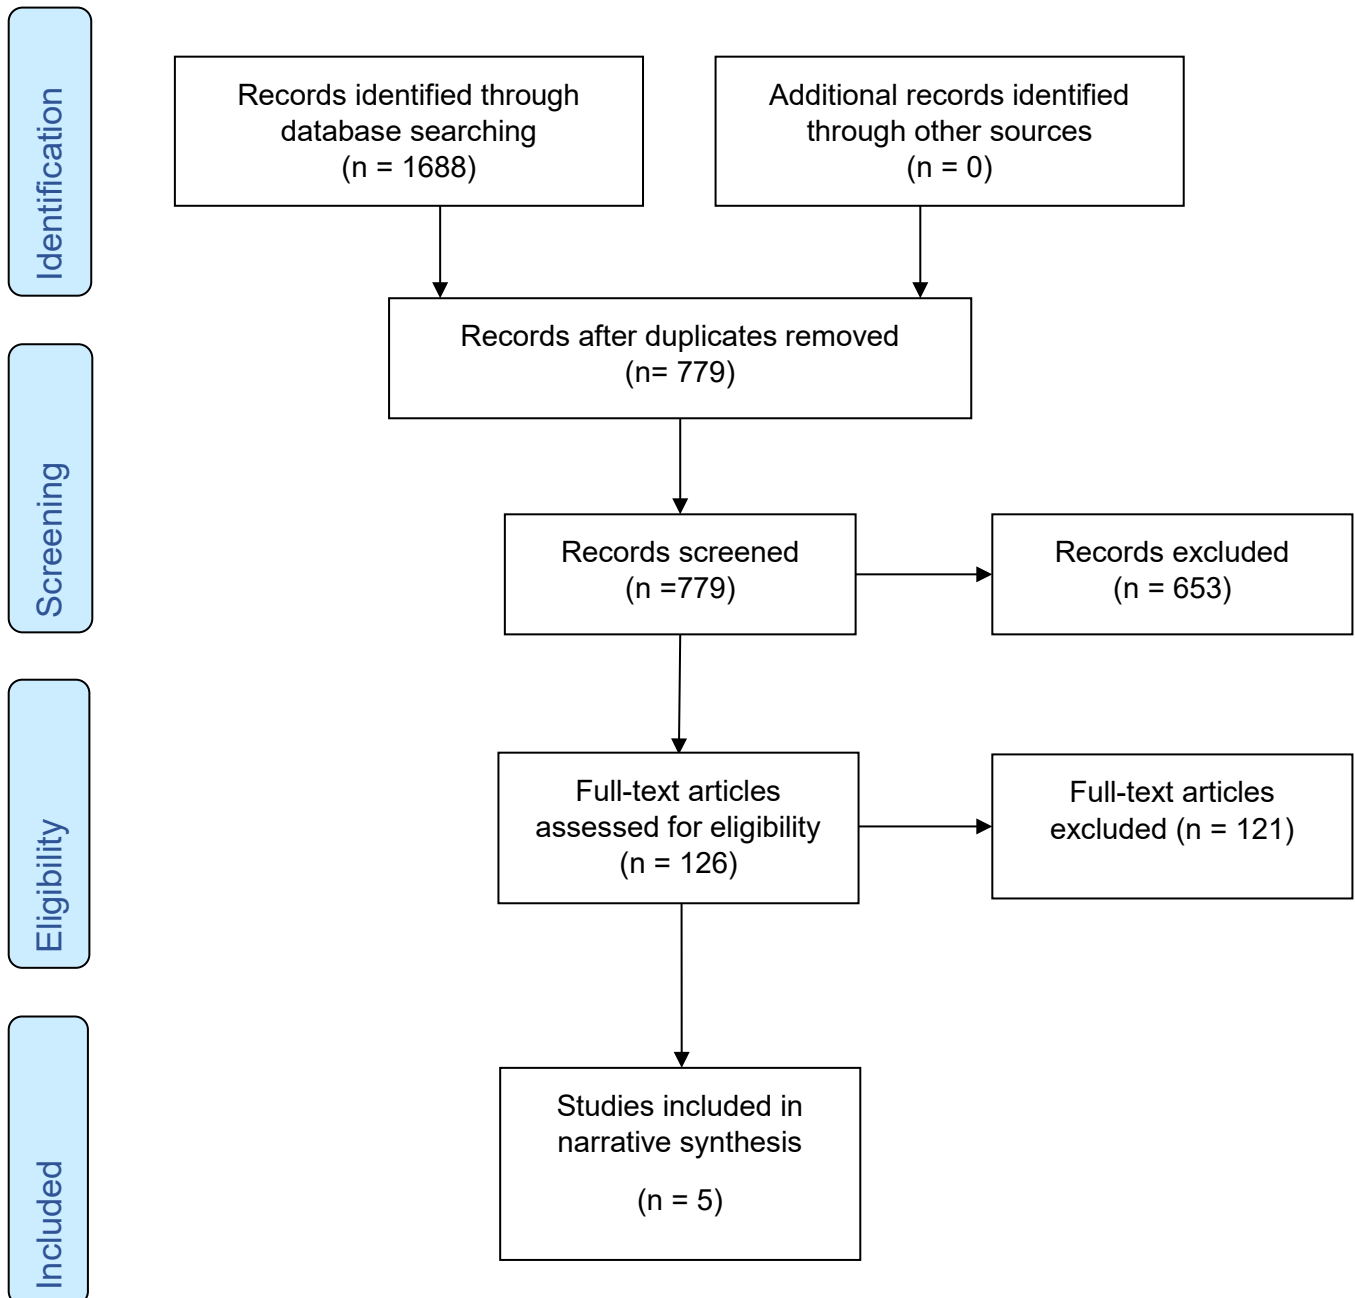 Identification
Records identified through
database searching
(n = 1688)
Additional records identified
through other sources
(n = 0)
Records after duplicates removed
(n= 779)
Screening
Records screened
(n =779)
Records excluded
(n = 653)
Eligibility
Full-text articles
assessed for eligibility
(n = 126)
Full-text articles
excluded (n = 121)
Included
Studies included in
narrative synthesis
(n = 5)